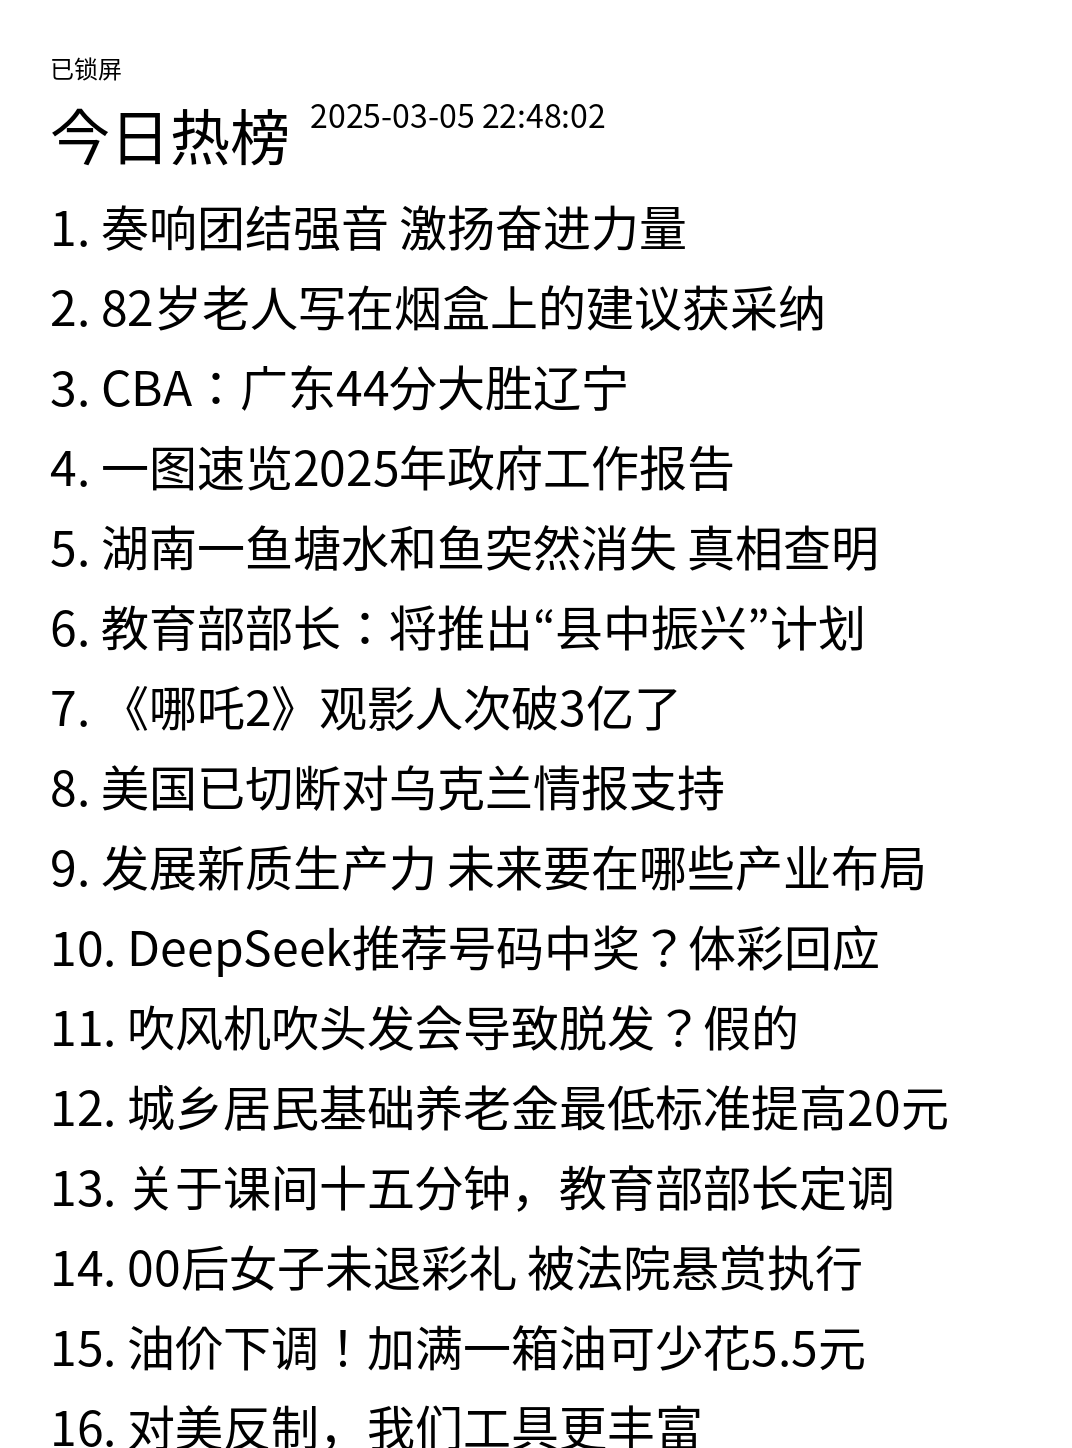 已锁屏
今日热榜 2025-03-05 22:48:02
1. 奏响团结强音 激扬奋进力量
2. 82岁老人写在烟盒上的建议获采纳
3. CBA：广东44分大胜辽宁
4. 一图速览2025年政府工作报告
5. 湖南一鱼塘水和鱼突然消失 真相查明
6. 教育部部长：将推出“县中振兴”计划
7. 《哪吒2》观影人次破3亿了
8. 美国已切断对乌克兰情报支持
9. 发展新质生产力 未来要在哪些产业布局
10. DeepSeek推荐号码中奖？体彩回应
11. 吹风机吹头发会导致脱发？假的
12. 城乡居民基础养老金最低标准提高20元
13. 关于课间十五分钟，教育部部长定调
14. 00后女子未退彩礼 被法院悬赏执行
15. 油价下调！加满一箱油可少花5.5元
16. 对美反制，我们工具更丰富